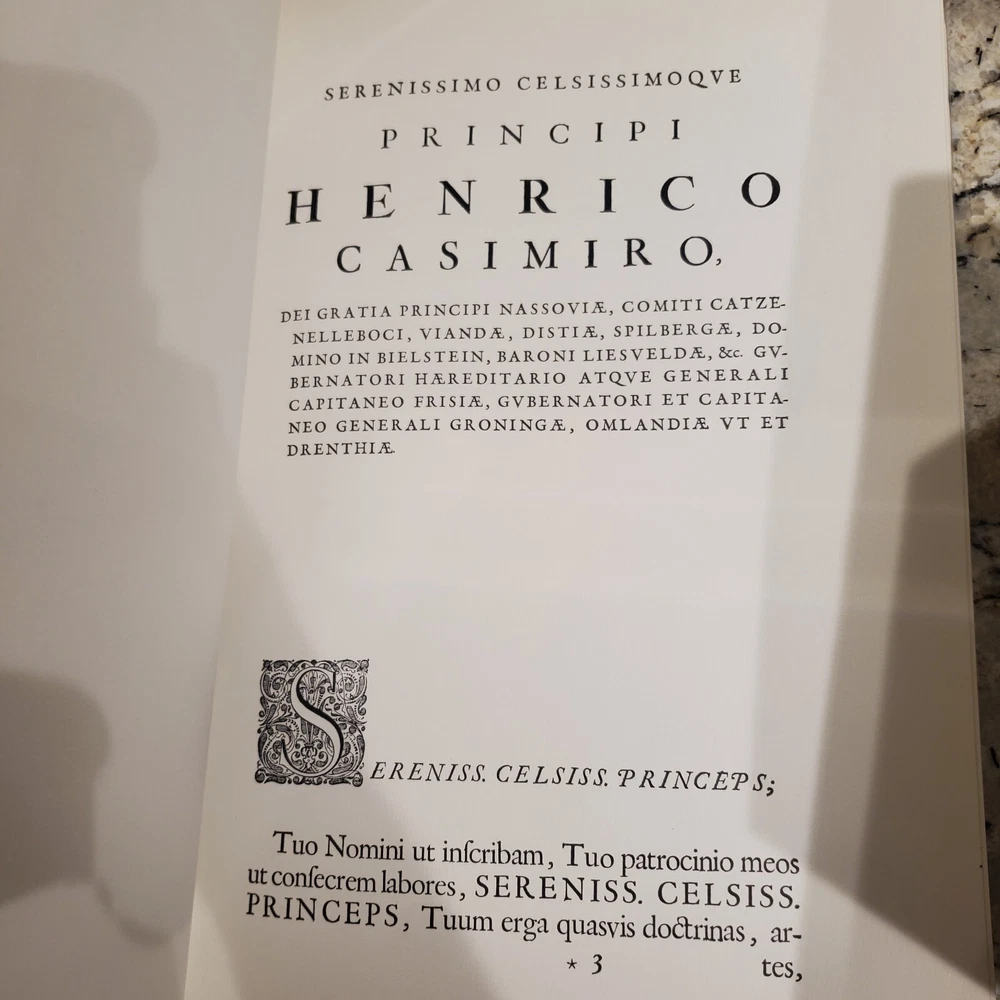 SERENISSIMO CELSISSIMOQVE
PRINCIPI
HENRICO
CASIMIRO,
DEI GRATIA PRINCIPI NASSOVIÆ, COMITI CATZE-
NELLEBOCI, VIANDÆ, DISTIÆ, SPILBERGÆ, DO-
MINO IN BIELSTEIN, BARONI LIESVELDÆ, &c. GV-
BERNATORI HÆREDITARIO ATQVE GENERALI
CAPITANEO FRISIÆ, GVBERNATORI ET CAPITA-
NEO GENERALI GRONINGÆ, OMLANDIÆ VT ET
DRENTHIÆ.
SERENISS. CELSISS. PRINCEPS;
Tuo Nomini ut inſcribam, Tuo patrocinio meos
ut conſecrem labores, SERENISS. CELSISS.
PRINCEPS, Tuum erga quasvis doctrinas, ar-
* 3 tes,